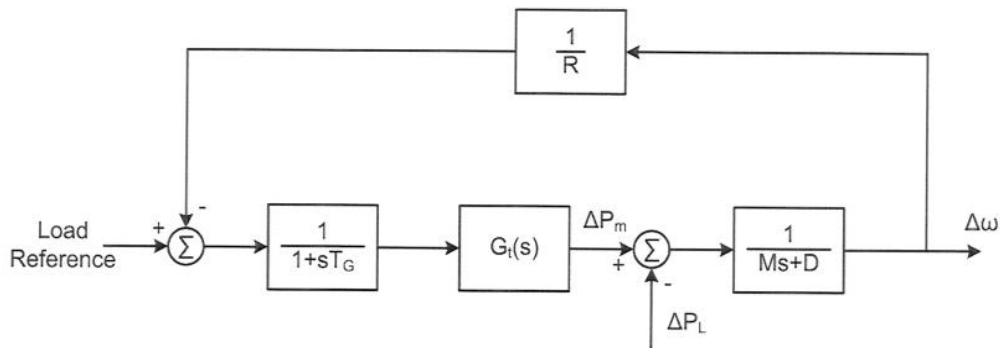 1
R
-
+
Load
Reference
Σ
1
1+sT_G
G_t(s)
ΔP_m
+
Σ
-
ΔP_L
1
Ms+D
Δω